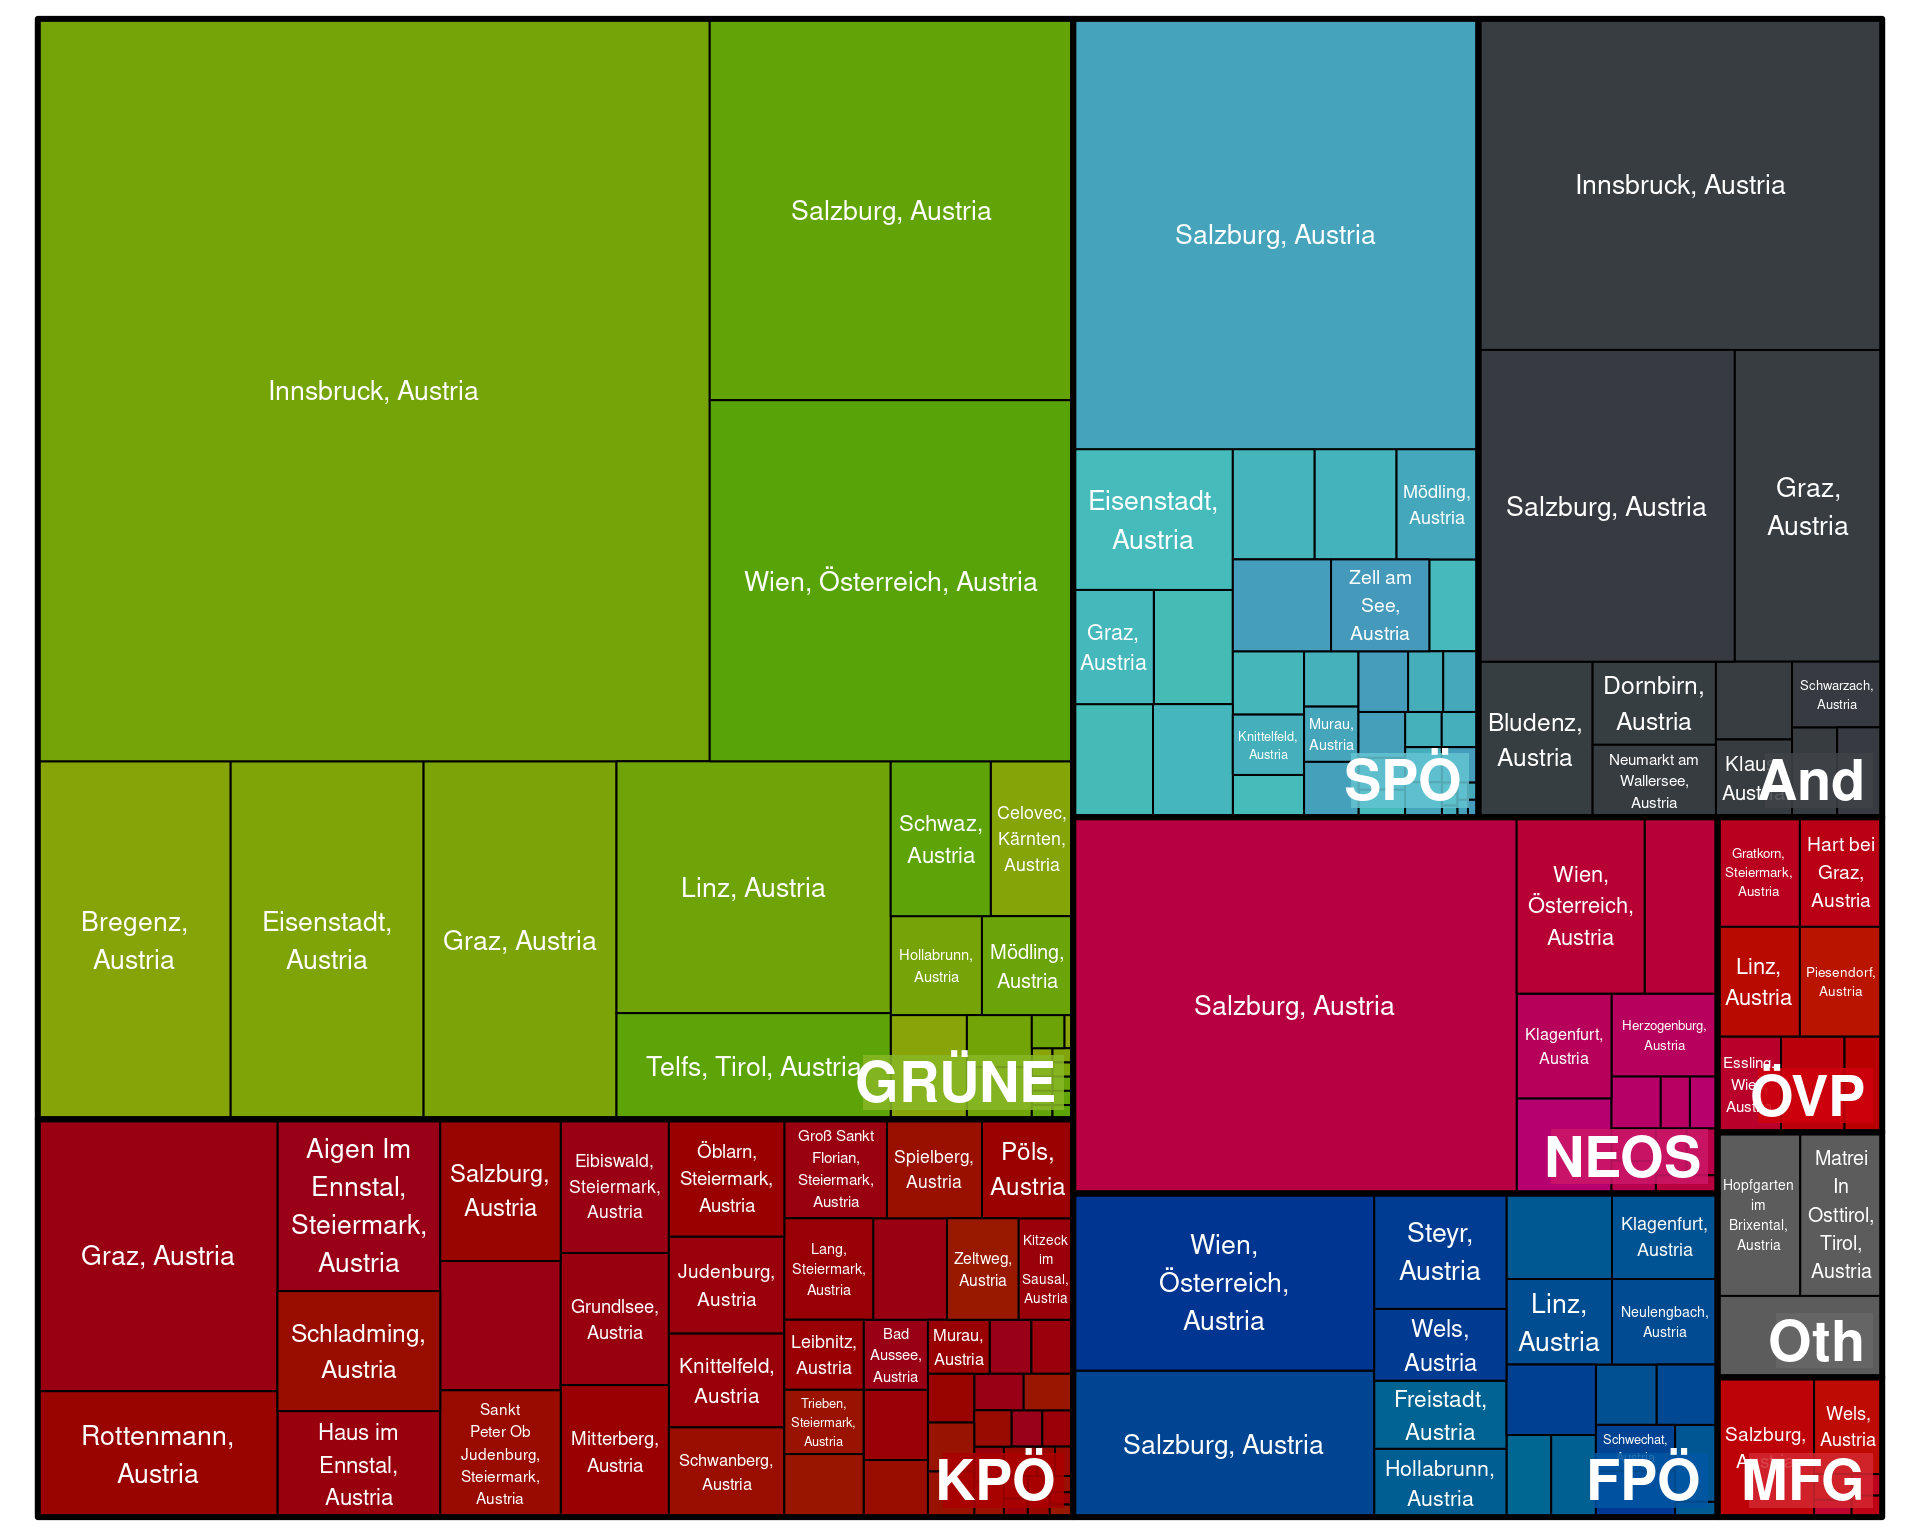 Innsbruck, Austria
Salzburg, Austria
Wien, Österreich, Austria
Bregenz,
Austria
Eisenstadt,
Austria
Graz, Austria
Linz, Austria
Telfs, Tirol, Austria
Schwaz,
Austria
Celovec,
Kärnten,
Austria
Hollabrunn,
Austria
Mödling,
Austria
GRÜNE
Salzburg, Austria
Eisenstadt,
Austria
Mödling,
Austria
Zell am
See,
Austria
Graz,
Austria
Knittelfeld,
Austria
Murau,
Austria
SPÖ
Innsbruck, Austria
Salzburg, Austria
Graz,
Austria
Bludenz,
Austria
Dornbirn,
Austria
Neumarkt am
Wallersee,
Austria
Schwarzach,
Austria
Klaus
Austria
And
Graz, Austria
Rottenmann,
Austria
Aigen Im
Ennstal,
Steiermark,
Austria
Schladming,
Austria
Haus im
Ennstal,
Austria
Salzburg,
Austria
Sankt
Peter Ob
Judenburg,
Steiermark,
Austria
Eibiswald,
Steiermark,
Austria
Grundlsee,
Austria
Mitterberg,
Austria
Öblarn,
Steiermark,
Austria
Judenburg,
Austria
Knittelfeld,
Austria
Schwanberg,
Austria
Groß Sankt
Florian,
Steiermark,
Austria
Spielberg,
Austria
Pöls,
Austria
Lang,
Steiermark,
Austria
Zeltweg,
Austria
Kitzeck
im
Sausal,
Austria
Leibnitz,
Austria
Bad
Aussee,
Austria
Murau,
Austria
Trieben,
Steiermark,
Austria
KPÖ
Salzburg, Austria
Wien,
Österreich,
Austria
Klagenfurt,
Austria
Herzogenburg,
Austria
NEOS
Gratkorn,
Steiermark,
Austria
Hart bei
Graz,
Austria
Linz,
Austria
Piesendorf,
Austria
Essling,
Wien
Austria
ÖVP
Wien,
Österreich,
Austria
Salzburg, Austria
Steyr,
Austria
Wels,
Austria
Freistadt,
Austria
Hollabrunn,
Austria
Klagenfurt,
Austria
Linz,
Austria
Neulengbach,
Austria
Schwechat,
Austria
FPÖ
Hopfgarten
im
Brixental,
Austria
Matrei
In
Osttirol,
Tirol,
Austria
Oth
Salzburg,
Austria
Wels,
Austria
MFG